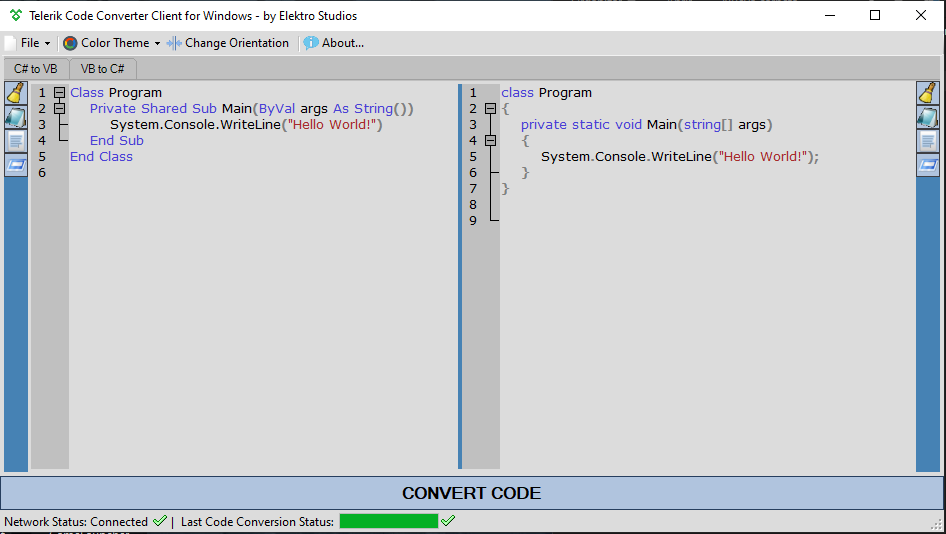 Telerik Code Converter Client for Windows - by Elektro Studios
File Color Theme Change Orientation About...
C# to VB VB to C#
1 Class Program
2 Private Shared Sub Main(ByVal args As String())
3 System.Console.WriteLine("Hello World!")
4 End Sub
5 End Class
6
1 class Program
2 {
3 private static void Main(string[] args)
4 {
5 System.Console.WriteLine("Hello World!");
6 }
7 }
8
9
CONVERT CODE
Network Status: Connected | Last Code Conversion Status: